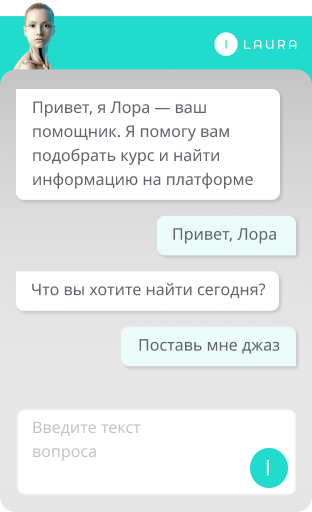 LAURA
Привет, я Лора — ваш
помощник. Я помогу вам
подобрать курс и найти
информацию на платформе
Привет, Лора
Что вы хотите найти сегодня?
Поставь мне джаз
Введите текст
вопроса